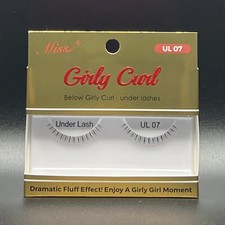 Miss
UL 07
Girly Curl
Below Girly Curl - under lashes
Under Lash
UL 07
Dramatic Fluff Effect! Enjoy A Girly Girl Moment